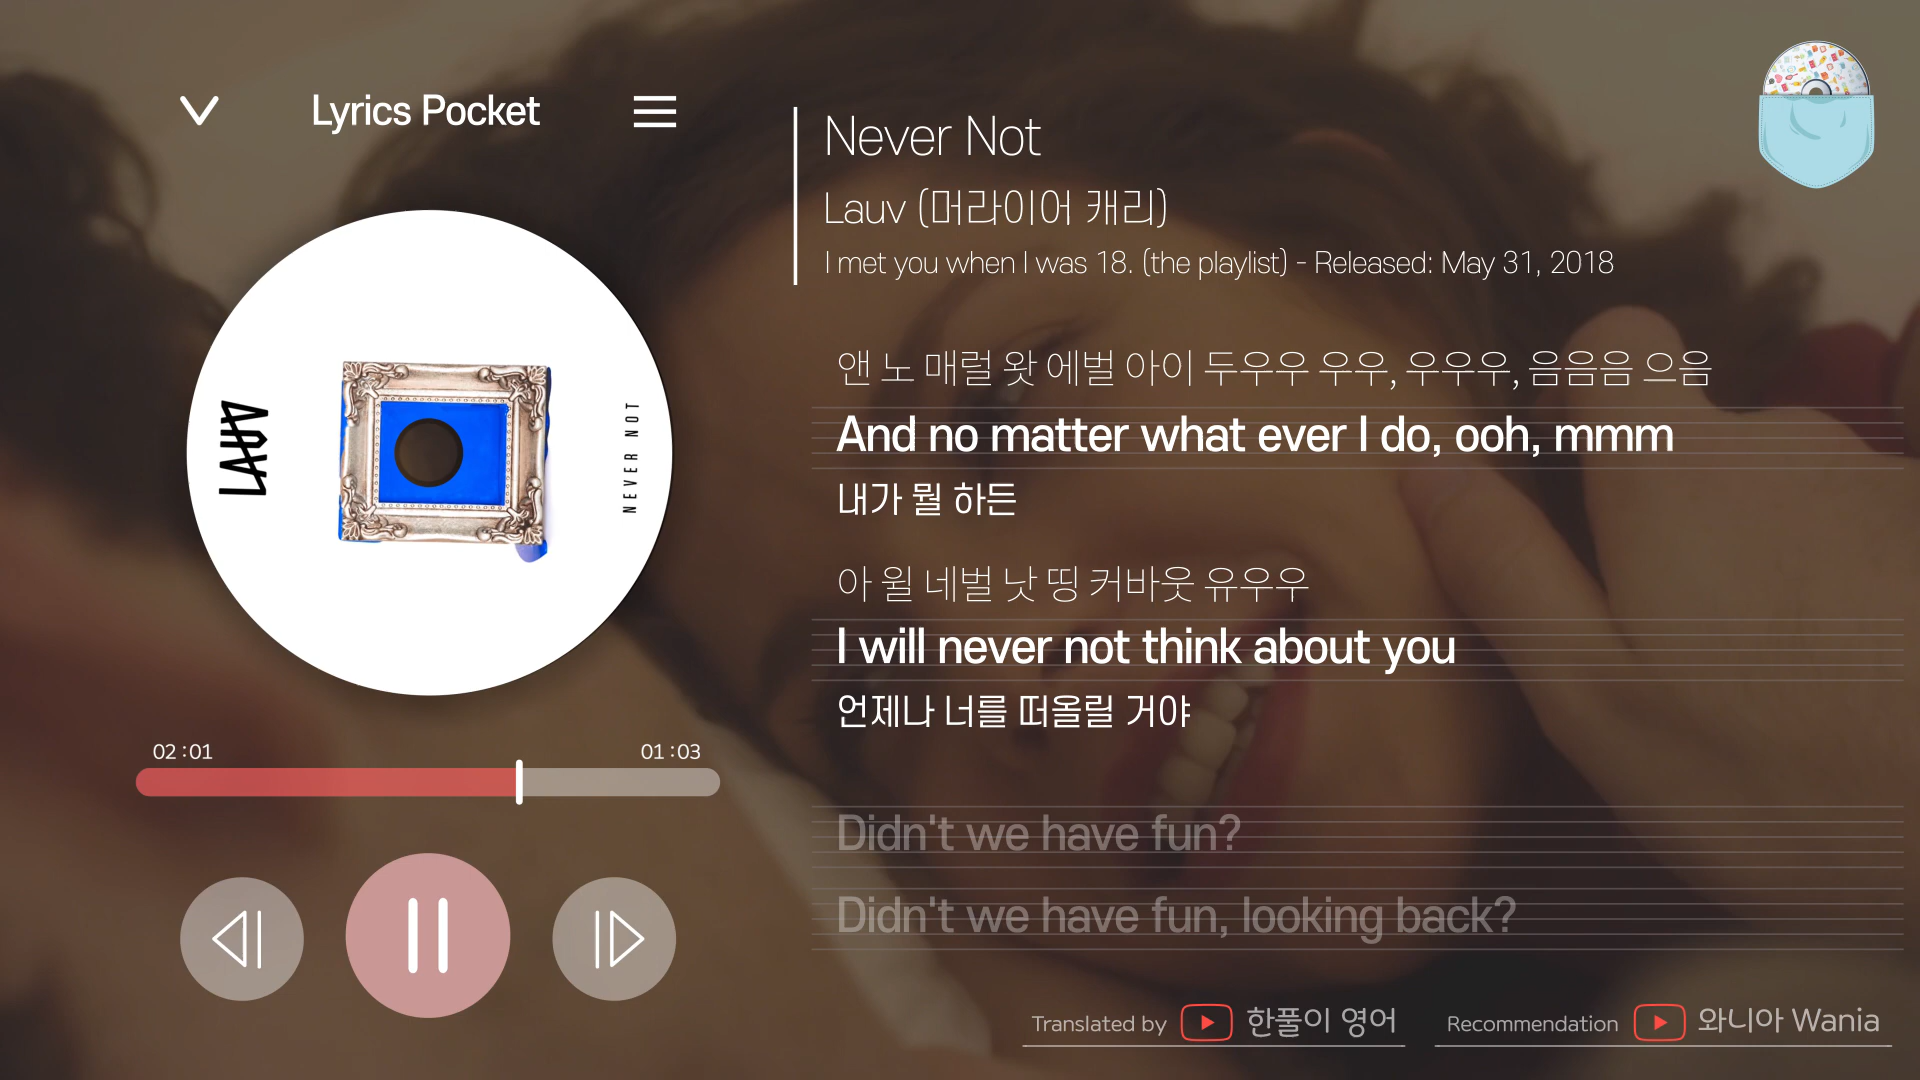 Lyrics Pocket
LAUV
NEVER NOT
02:01
01:03
Never Not
Lauv (머라이어 캐리)
I met you when I was 18. (the playlist) - Released: May 31, 2018
앤 노 매럴 왓 에벌 아이 두우우 우우, 우우우, 음음음 으음
And no matter what ever I do, ooh, mmm
내가 뭘 하든
아 윌 네벌 낫 띵 커바웃 유우우
I will never not think about you
언제나 너를 떠올릴 거야
Didn't we have fun?
Didn't we have fun, looking back?
Translated by 한풀이 영어
Recommendation 와니아 Wania